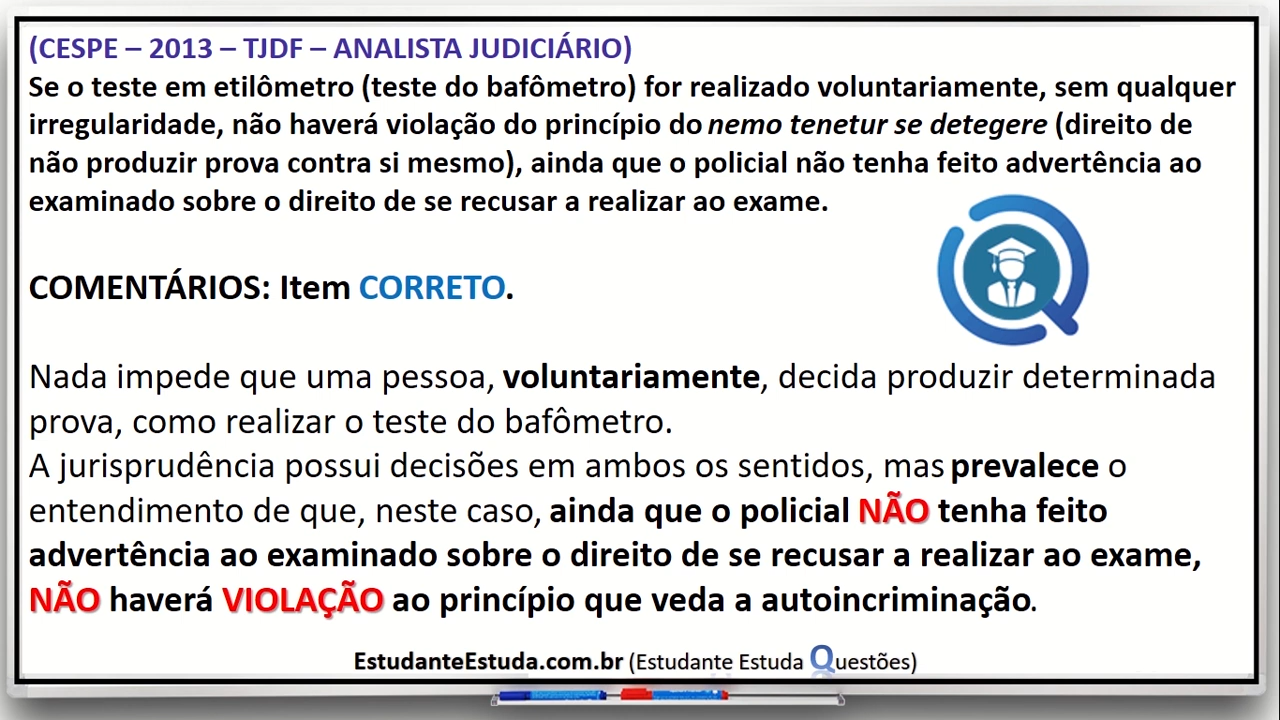 (CESPE – 2013 – TJDF – ANALISTA JUDICIÁRIO)
Se o teste em etilômetro (teste do bafômetro) for realizado voluntariamente, sem qualquer
irregularidade, não haverá violação do princípio do nemo tenetur se detegere (direito de
não produzir prova contra si mesmo), ainda que o policial não tenha feito advertência ao
examinado sobre o direito de se recusar a realizar ao exame.
COMENTÁRIOS: Item CORRETO.
Nada impede que uma pessoa, voluntariamente, decida produzir determinada
prova, como realizar o teste do bafômetro.
A jurisprudência possui decisões em ambos os sentidos, mas prevalece o
entendimento de que, neste caso, ainda que o policial NÃO tenha feito
advertência ao examinado sobre o direito de se recusar a realizar ao exame,
NÃO haverá VIOLAÇÃO ao princípio que veda a autoincriminação.
EstudanteEstuda.com.br (Estudante Estuda Questões)